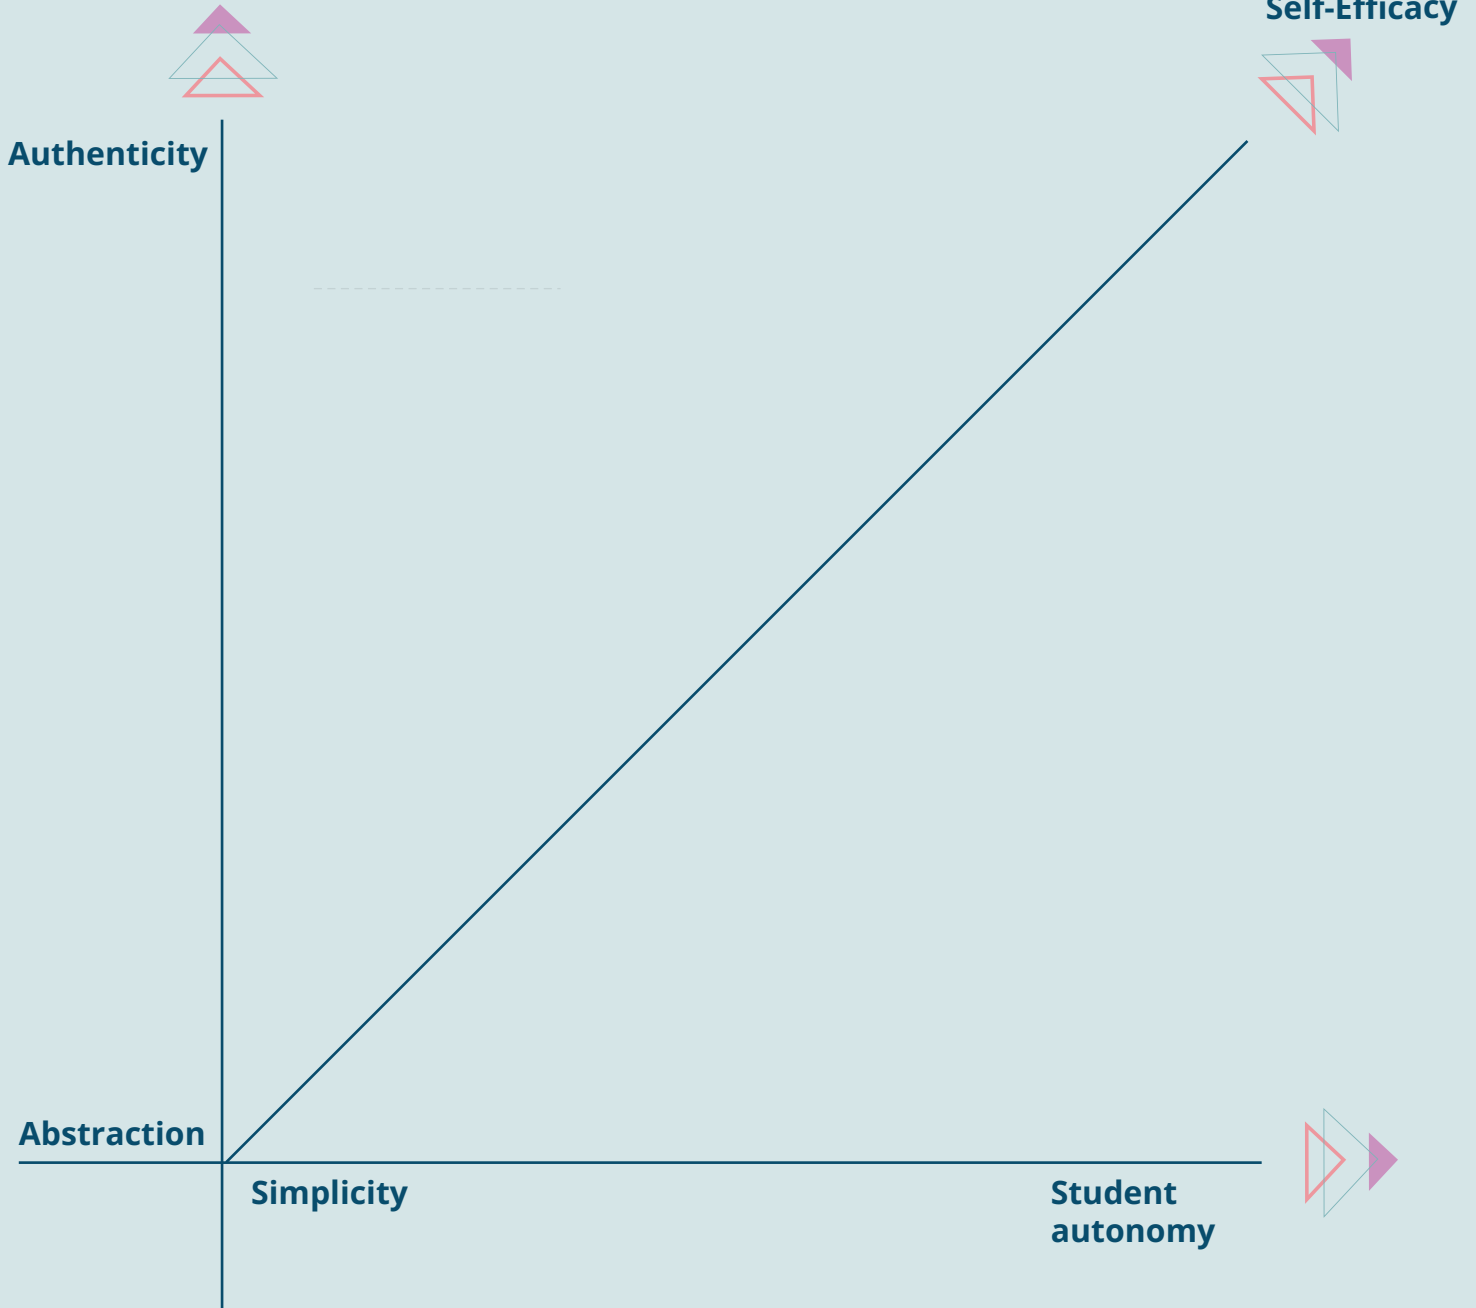 Self-Efficacy
Authenticity
Abstraction
Simplicity
Student
autonomy